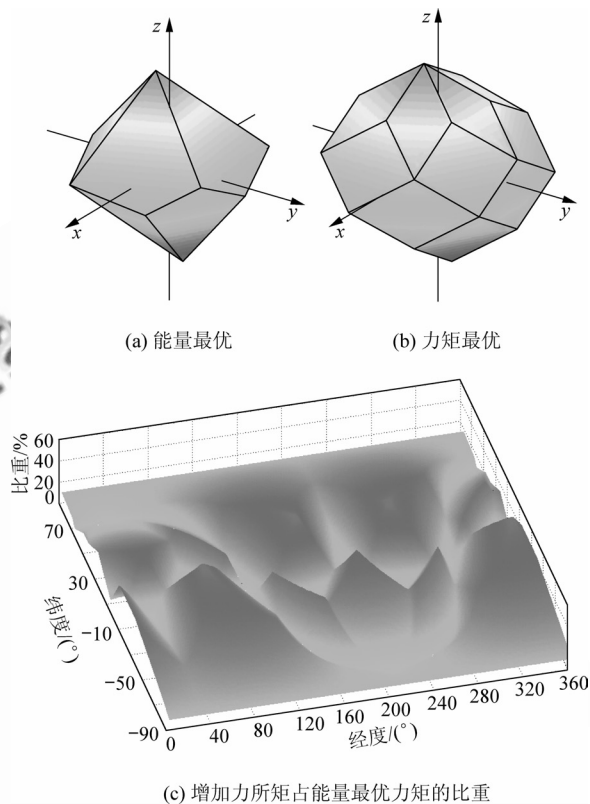 z
z
x
y
x
y
(a) 能量最优
(b) 力矩最优
比重/%
60
40
20
0
纬度/(°)
70
30
−10
−50
−90
0 40 80 120 160 200 240 280 320 360
经度/(°)
(c) 增加力所矩占能量最优力矩的比重